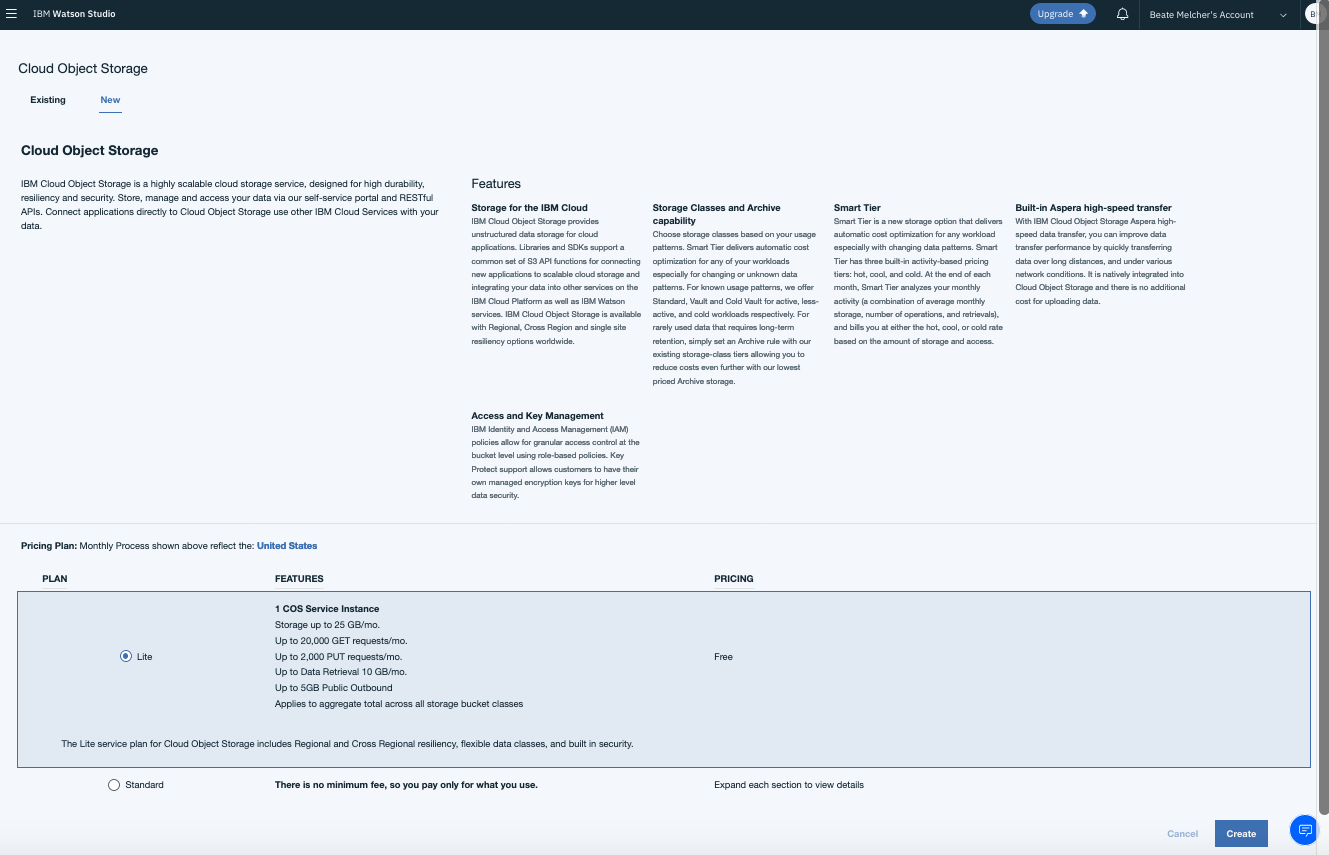 IBM Watson Studio
Upgrade
Beate Melcher's Account
Cloud Object Storage
Existing
New
Cloud Object Storage
IBM Cloud Object Storage is a highly scalable cloud storage service, designed for high durability,
resiliency and security. Store, manage and access your data via our self-service portal and RESTful
APIs. Connect applications directly to Cloud Object Storage use other IBM Cloud Services with your
data.
Features
Storage for the IBM Cloud
IBM Cloud Object Storage provides
unstructured data storage for cloud
applications. Libraries and SDKs support a
common set of S3 API functions for connecting
new applications to scalable cloud storage and
integrating your data into other services on the
IBM Cloud Platform as well as IBM Watson
services. IBM Cloud Object Storage is available
with Regional, Cross Region and single site
resiliency options worldwide.
Storage Classes and Archive
capability
Choose storage classes based on your usage
patterns. Smart Tier delivers automatic cost
optimization for any of your workloads
especially for changing or unknown data
patterns. For known usage patterns, we offer
Standard, Vault and Cold Vault for active, less-
active, and cold workloads respectively. For
rarely used data that requires long-term
retention, simply set an Archive rule with our
existing storage-class tiers allowing you to
reduce costs even further with our lowest
priced Archive storage.
Smart Tier
Smart Tier is a new storage option that delivers
automatic cost optimization for any workload
especially with changing data patterns. Smart
Tier has three built-in activity-based pricing
tiers: hot, cool, and cold. At the end of each
month, Smart Tier analyzes your monthly
activity (a combination of average monthly
storage, number of operations, and retrievals),
and bills you at either the hot, cool, or cold rate
based on the amount of storage and access.
Built-in Aspera high-speed transfer
With IBM Cloud Object Storage Aspera high-
speed data transfer, you can improve data
transfer performance by quickly transferring
data over long distances, and under various
network conditions. It is natively integrated into
Cloud Object Storage and there is no additional
cost for uploading data.
Access and Key Management
IBM Identity and Access Management (IAM)
policies allow for granular access control at the
bucket level using role-based policies. Key
Protect support allows customers to have their
own managed encryption keys for higher level
data security.
Pricing Plan: Monthly Process shown above reflect the: United States
PLAN
FEATURES
PRICING
1 COS Service Instance
Storage up to 25 GB/mo.
Up to 20,000 GET requests/mo.
Up to 2,000 PUT requests/mo.
Up to Data Retrieval 10 GB/mo.
Up to 5GB Public Outbound
Applies to aggregate total across all storage bucket classes
Lite
Free
The Lite service plan for Cloud Object Storage includes Regional and Cross Regional resiliency, flexible data classes, and built in security.
Standard
There is no minimum fee, so you pay only for what you use.
Expand each section to view details
Cancel
Create